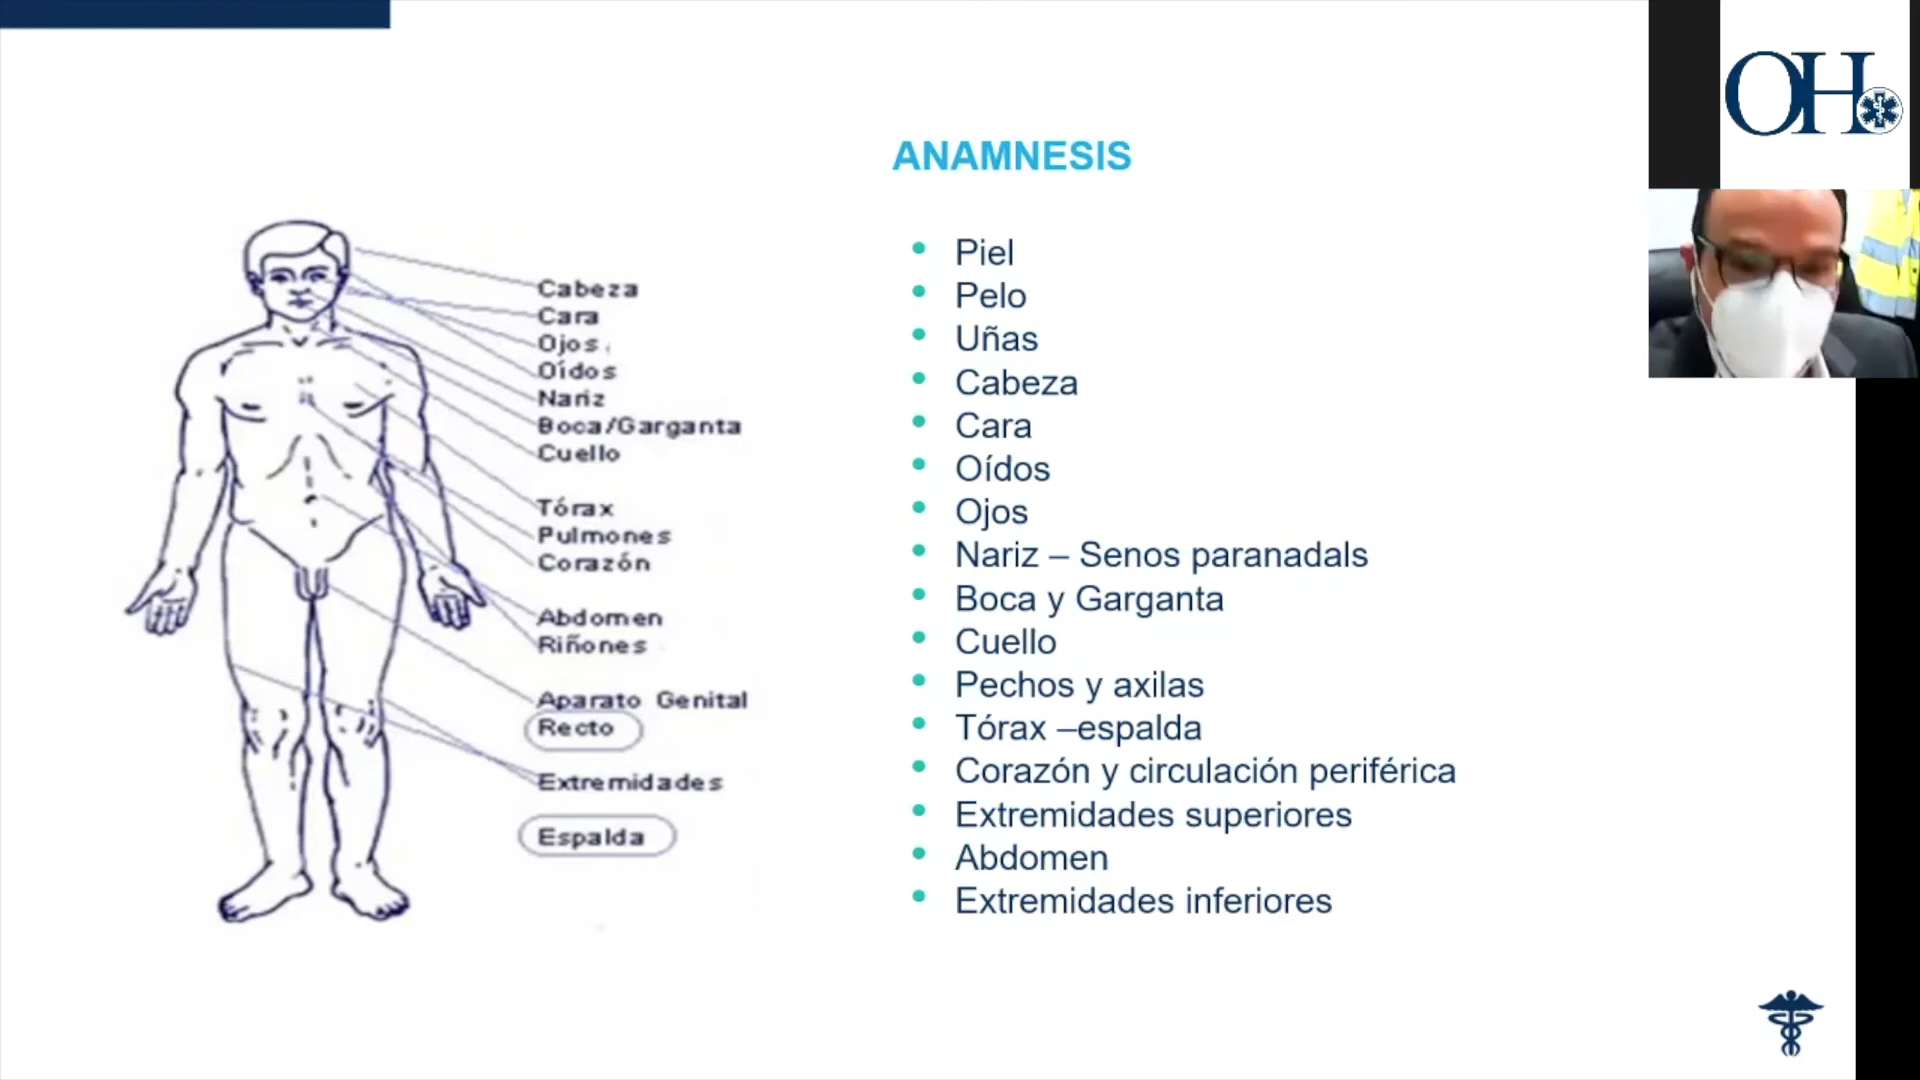 OH
ANAMNESIS
Cabeza
Cara
Ojos
Oídos
Nariz
Boca/Garganta
Cuello
Tórax
Pulmones
Corazón
Abdomen
Riñones
Aparato Genital
Recto
Extremidades
Espalda
• Piel
• Pelo
• Uñas
• Cabeza
• Cara
• Oídos
• Ojos
• Nariz – Senos paranadals
• Boca y Garganta
• Cuello
• Pechos y axilas
• Tórax –espalda
• Corazón y circulación periférica
• Extremidades superiores
• Abdomen
• Extremidades inferiores